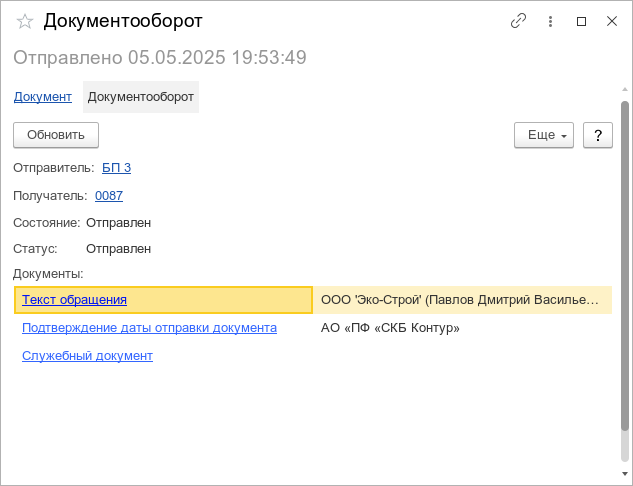 Документооборот
Отправлено 05.05.2025 19:53:49
Документ Документооборот
Обновить Еще ?
Отправитель: БП 3
Получатель: 0087
Состояние: Отправлен
Статус: Отправлен
Документы:
Текст обращения ООО 'Эко-Строй' (Павлов Дмитрий Василье...
Подтверждение даты отправки документа АО «ПФ «СКБ Контур»
Служебный документ